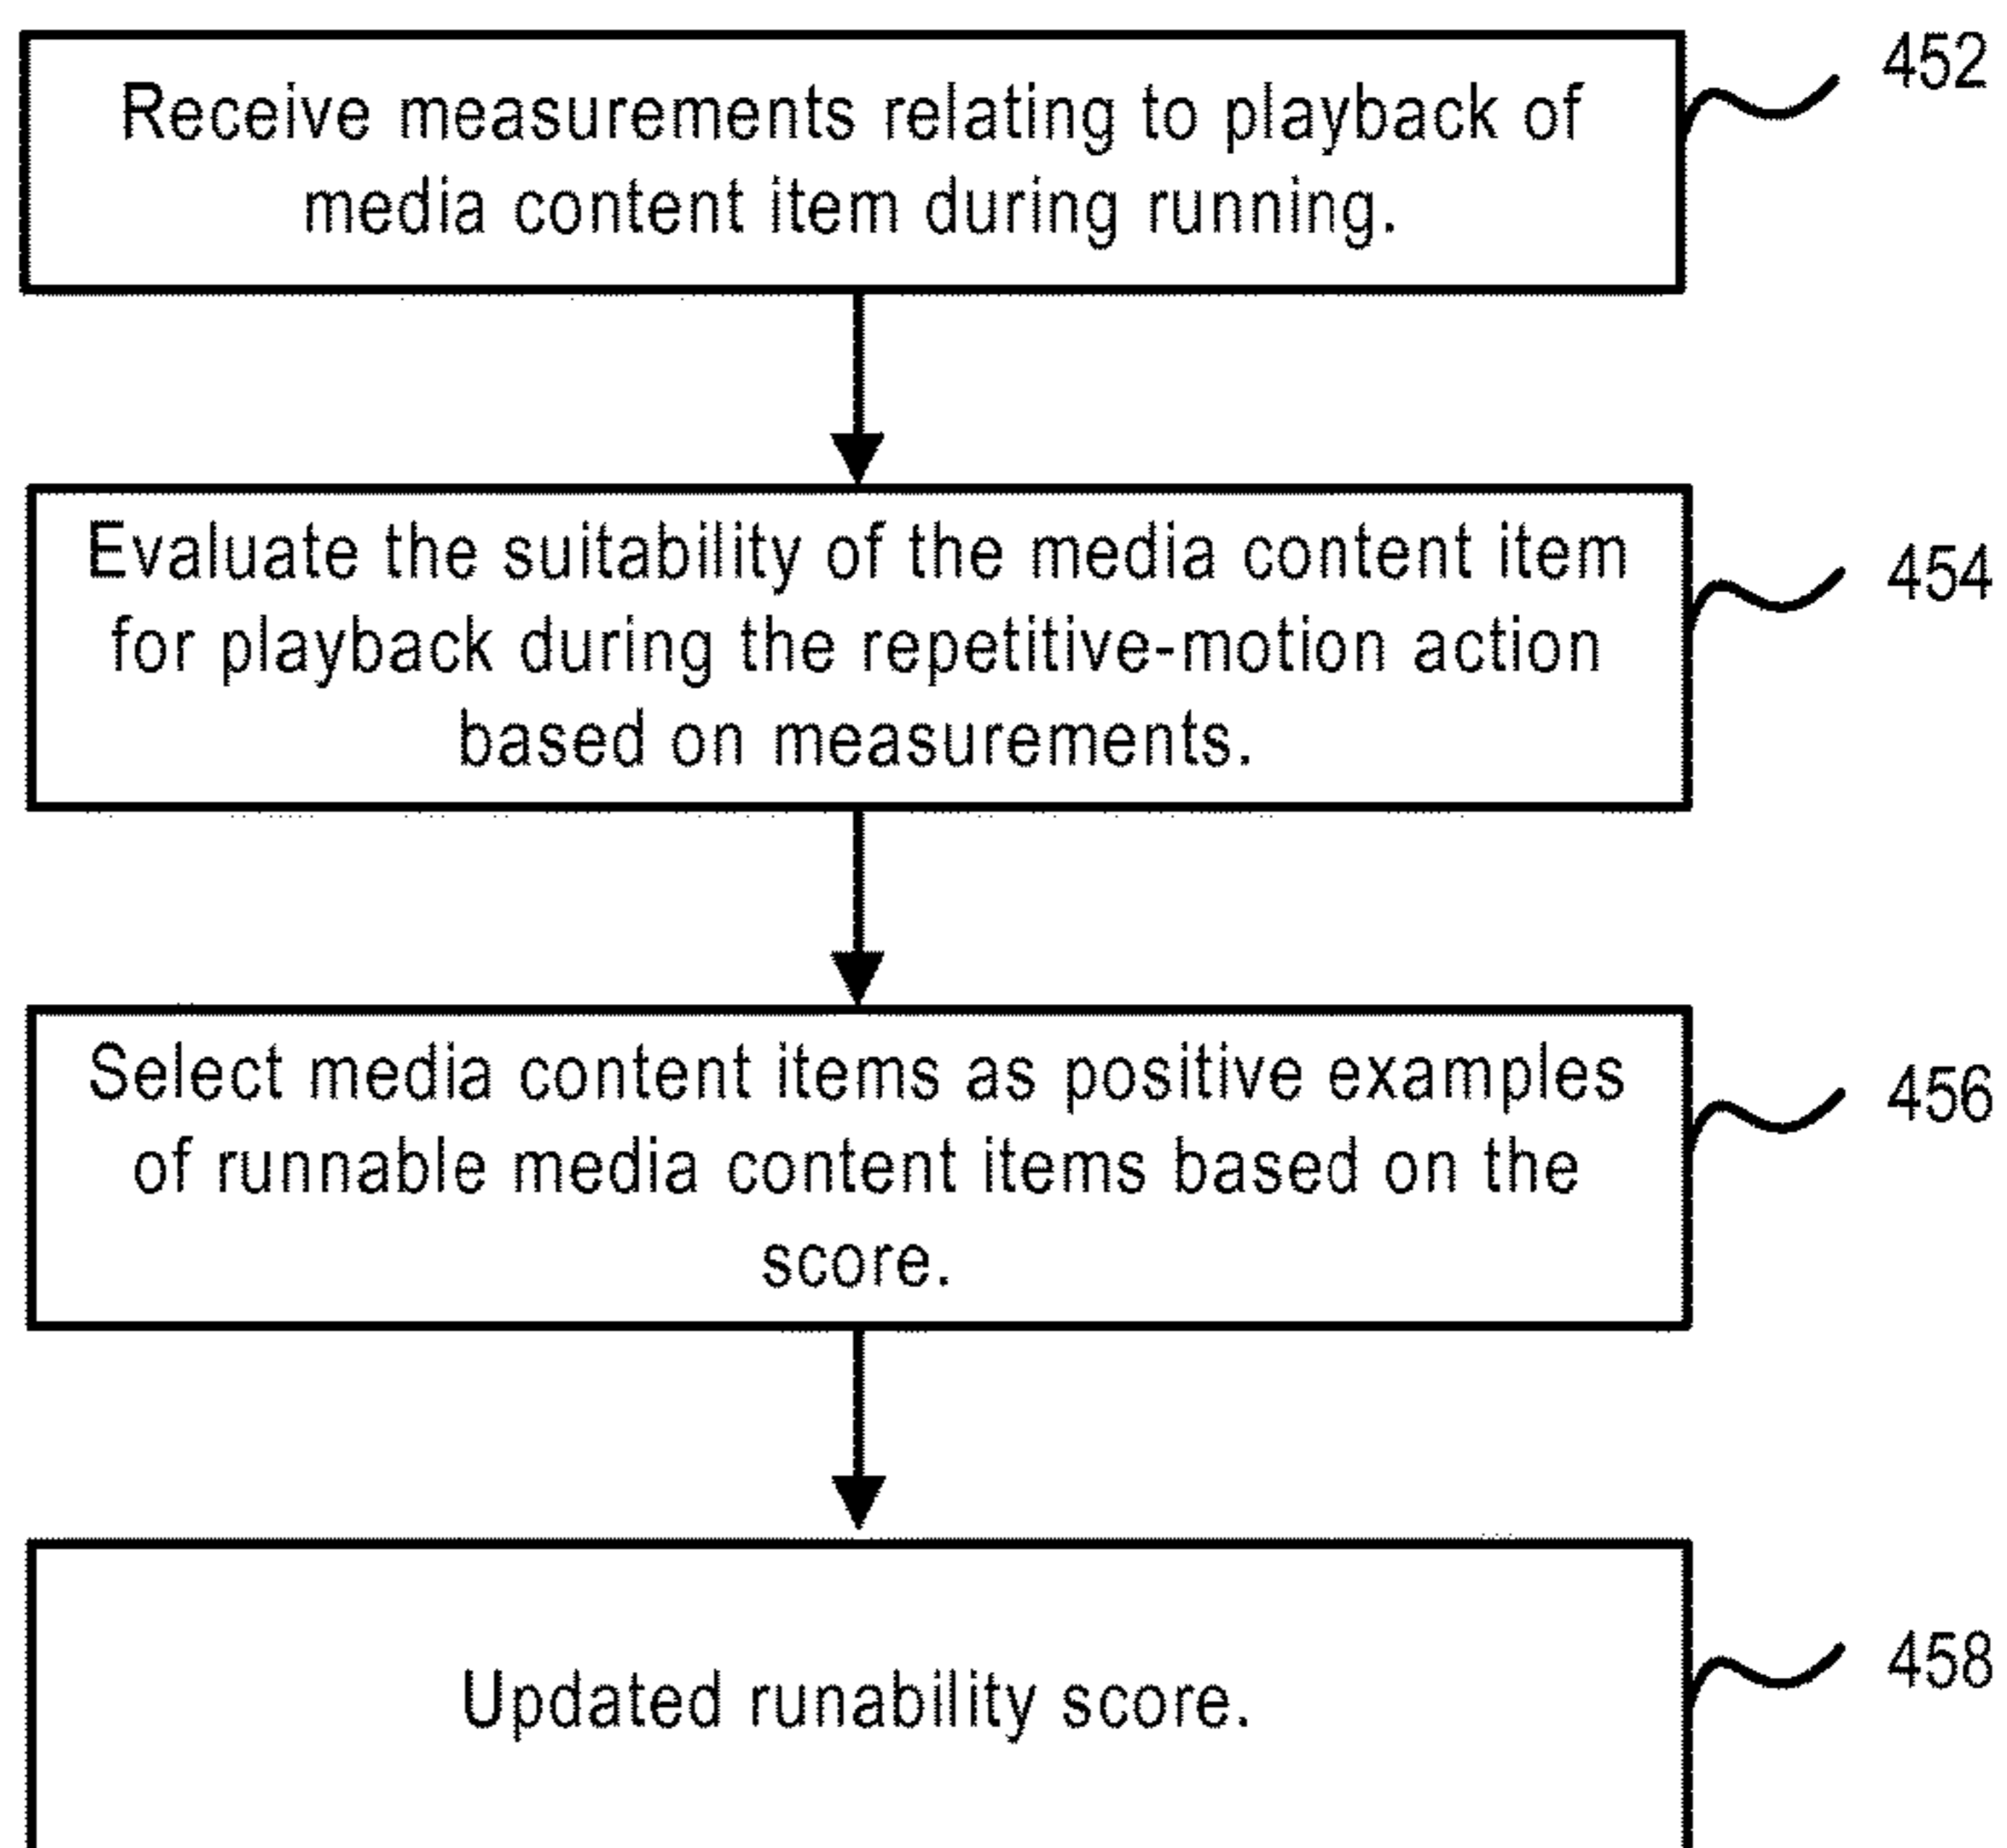 Receive measurements relating to playback of
media content item during running.
452
Evaluate the suitability of the media content item
for playback during the repetitive-motion action
based on measurements.
454
Select media content items as positive examples
of runnable media content items based on the
score.
456
Updated runability score.
458